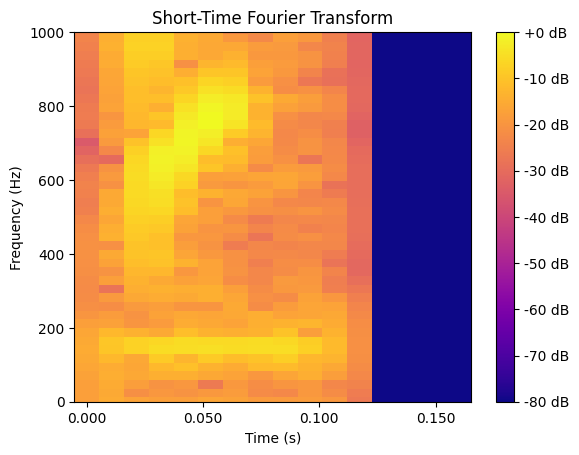 Short-Time Fourier Transform
1000
800
600
400
200
0
Frequency (Hz)
0.000
0.050
0.100
0.150
Time (s)
+0 dB
-10 dB
-20 dB
-30 dB
-40 dB
-50 dB
-60 dB
-70 dB
-80 dB